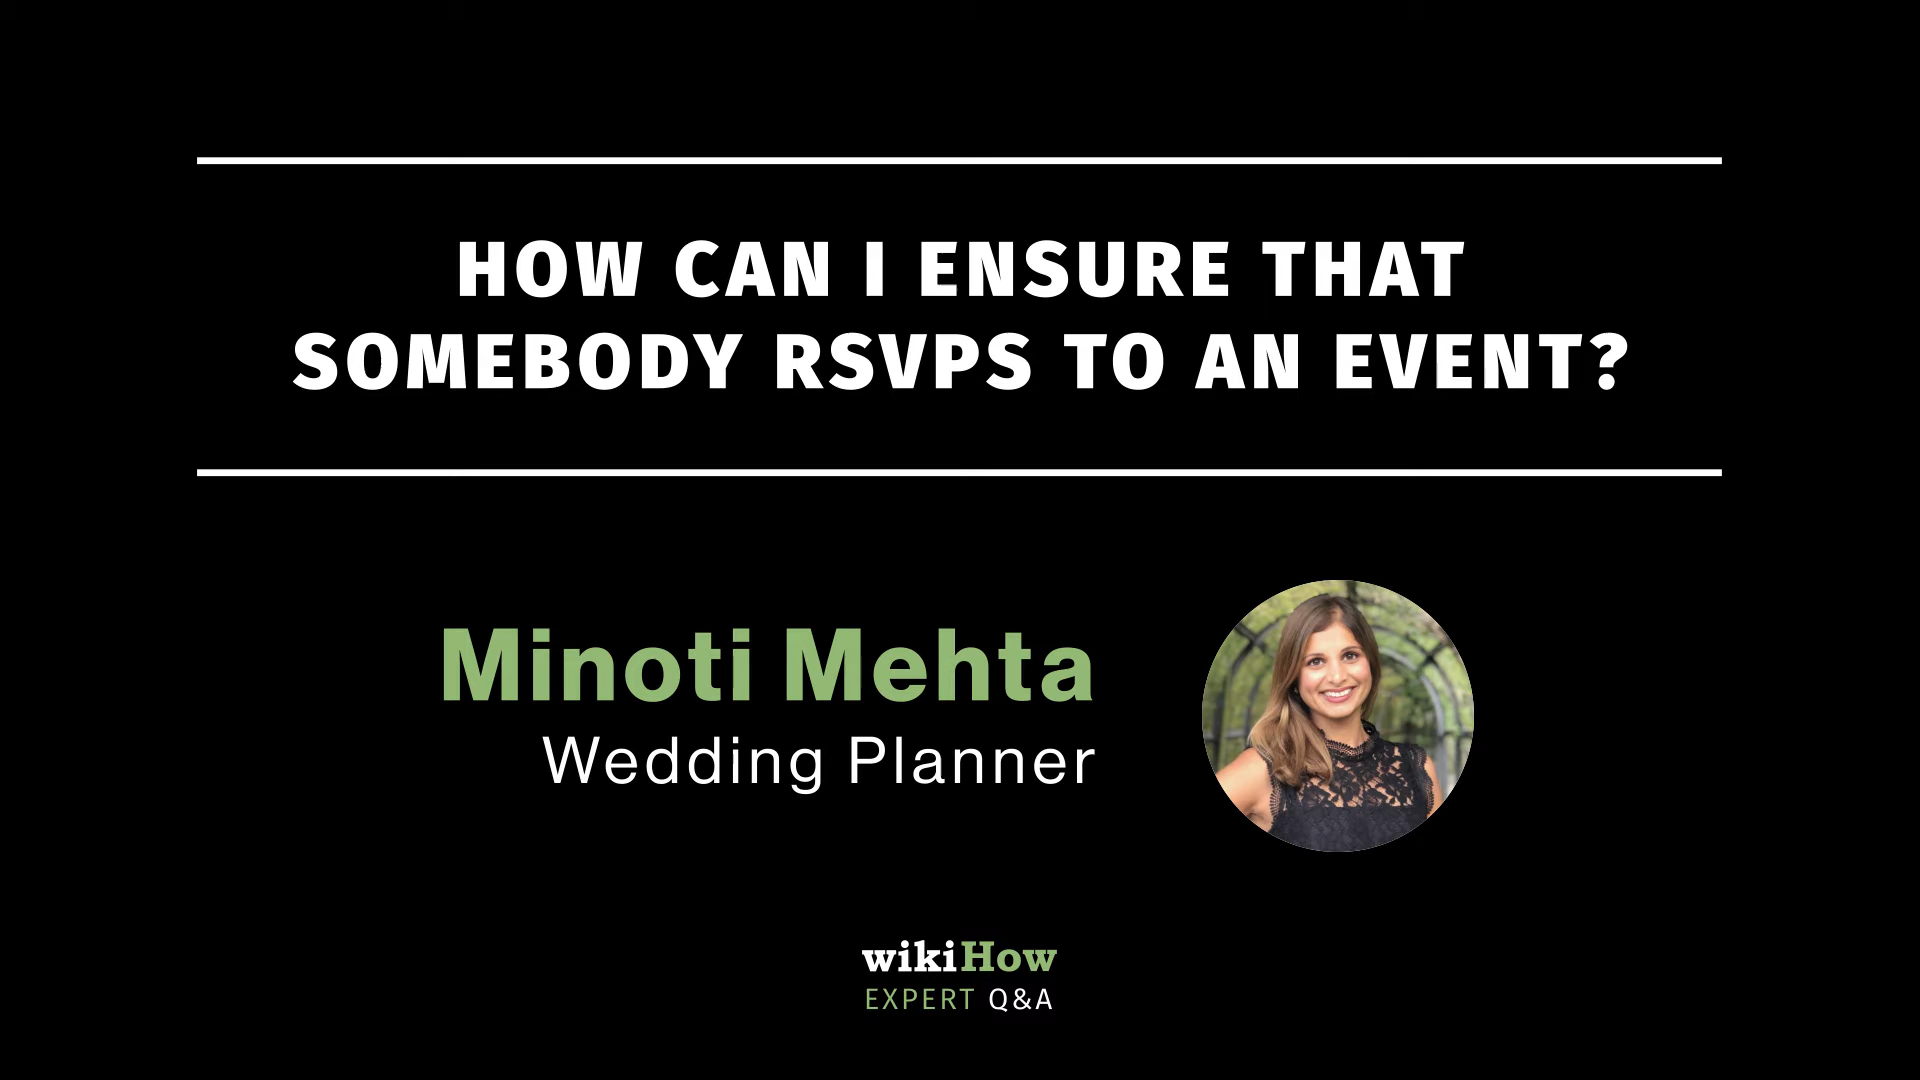 HOW CAN I ENSURE THAT
SOMEBODY RSVPS TO AN EVENT?
Minoti Mehta
Wedding Planner
wikiHow
EXPERT Q&A